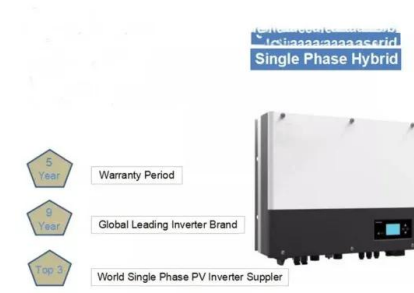 Single Phase Hybrid
5
Year
Warranty Period
9
Year
Global Leading Inverter Brand
Top 3
World Single Phase PV Inverter Suppler